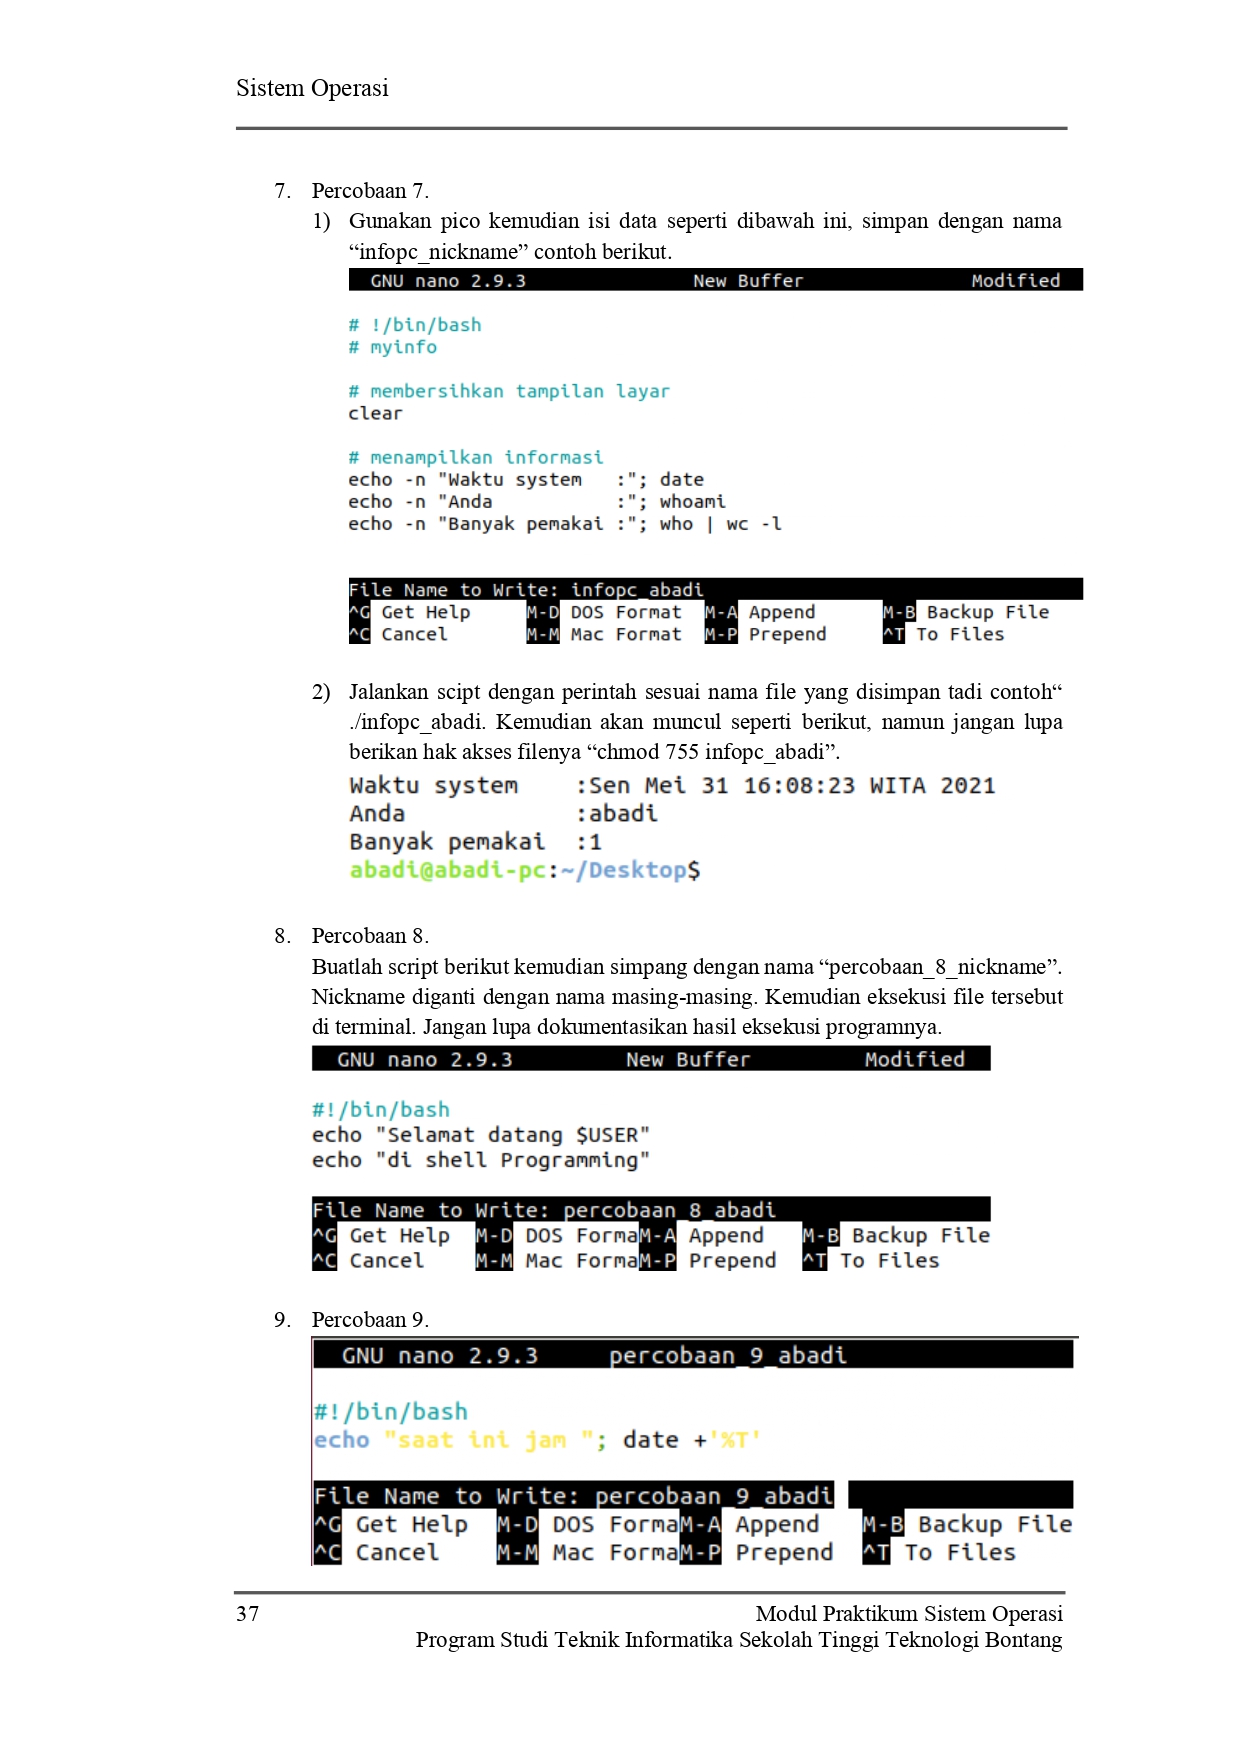 Sistem Operasi
7. Percobaan 7.
1) Gunakan pico kemudian isi data seperti dibawah ini, simpan dengan nama
“infopc_nickname” contoh berikut.
GNU nano 2.9.3 New Buffer Modified
# !/bin/bash
# myinfo
# membersihkan tampilan layar
clear
# menampilkan informasi
echo -n "Waktu system   :"; date
echo -n "Anda           :"; whoami
echo -n "Banyak pemakai :"; who | wc -l
File Name to Write: infopc_abadi
^G Get Help M-D DOS Format M-A Append M-B Backup File
^C Cancel M-M Mac Format M-P Prepend ^T To Files
2) Jalankan scipt dengan perintah sesuai nama file yang disimpan tadi contoh“
./infopc_abadi. Kemudian akan muncul seperti berikut, namun jangan lupa
berikan hak akses filenya “chmod 755 infopc_abadi”.
Waktu system    :Sen Mei 31 16:08:23 WITA 2021
Anda            :abadi
Banyak pemakai  :1
abadi@abadi-pc:~/Desktop$
8. Percobaan 8.
Buatlah script berikut kemudian simpang dengan nama “percobaan_8_nickname”.
Nickname diganti dengan nama masing-masing. Kemudian eksekusi file tersebut
di terminal. Jangan lupa dokumentasikan hasil eksekusi programnya.
GNU nano 2.9.3 New Buffer Modified
#!/bin/bash
echo "Selamat datang $USER"
echo "di shell Programming"
File Name to Write: percobaan_8_abadi
^G Get Help M-D DOS FormaM-A Append M-B Backup File
^C Cancel M-M Mac FormaM-P Prepend ^T To Files
9. Percobaan 9.
GNU nano 2.9.3 percobaan_9_abadi
#!/bin/bash
echo "saat ini jam "; date +'%T'
File Name to Write: percobaan_9_abadi
^G Get Help M-D DOS FormaM-A Append M-B Backup File
^C Cancel M-M Mac FormaM-P Prepend ^T To Files
37 Modul Praktikum Sistem Operasi
Program Studi Teknik Informatika Sekolah Tinggi Teknologi Bontang